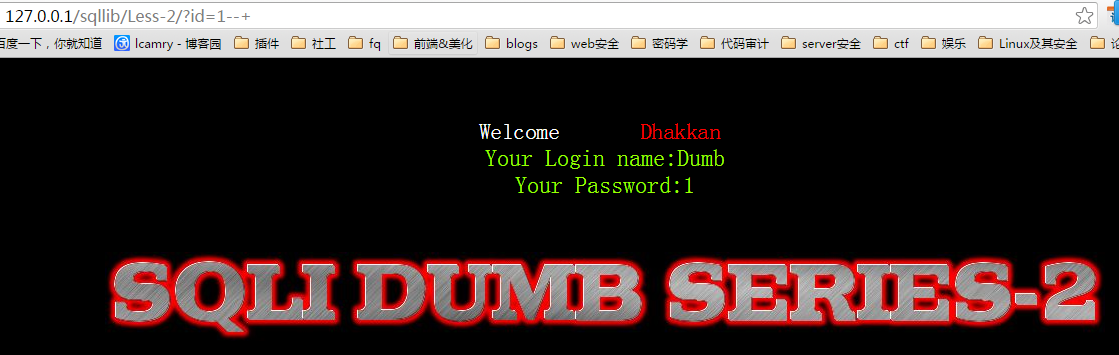 127.0.0.1/sqllib/Less-2/?id=1--+
百度一下，你就知道 lcamry - 博客园 插件 社工 fq 前端&美化 blogs web安全 密码学 代码审计 server安全 ctf 娱乐 Linux及其安全
Welcome Dhakkan
Your Login name:Dumb
Your Password:1
SQLI DUMB SERIES-2